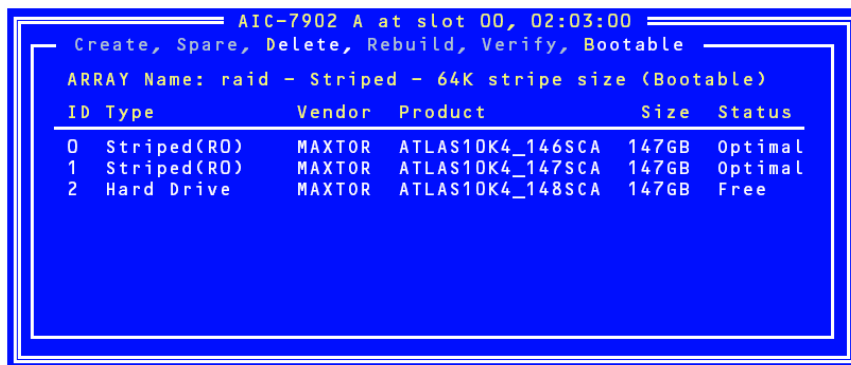 AIC-7902 A at slot 00, 02:03:00
Create, Spare, Delete, Rebuild, Verify, Bootable
ARRAY Name: raid - Striped - 64K stripe size (Bootable)
ID Type Vendor Product Size Status
0 Striped(R0) MAXTOR ATLAS10K4_146SCA 147GB Optimal
1 Striped(R0) MAXTOR ATLAS10K4_147SCA 147GB Optimal
2 Hard Drive MAXTOR ATLAS10K4_148SCA 147GB Free